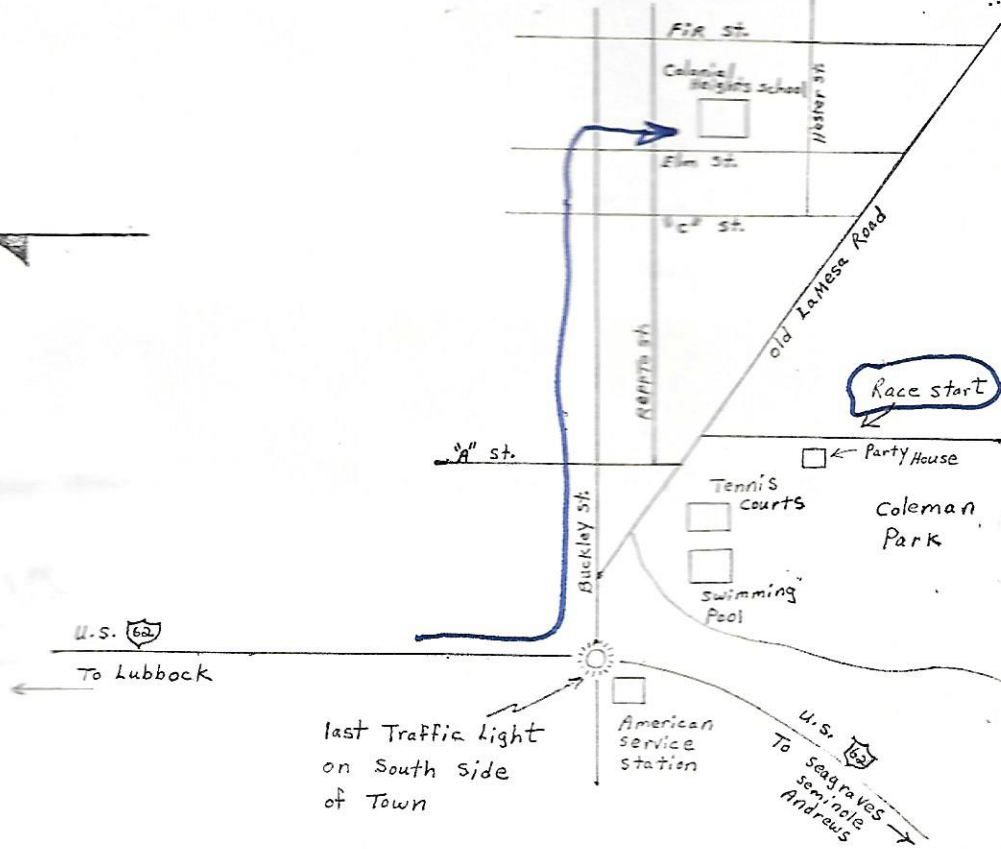 Fir St.
Colonial
Heights school
Hester St.
Elm St.
"C" St.
Old LaMesa Road
Reppto St.
Race start
Party House
"A" St.
Tennis
Courts
Coleman
Park
Buckley St.
swimming
Pool
U.S. 62
To Lubbock
last Traffic Light
on South Side
of Town
American
service
station
U.S. 62
To Seagraves
seminole
Andrews